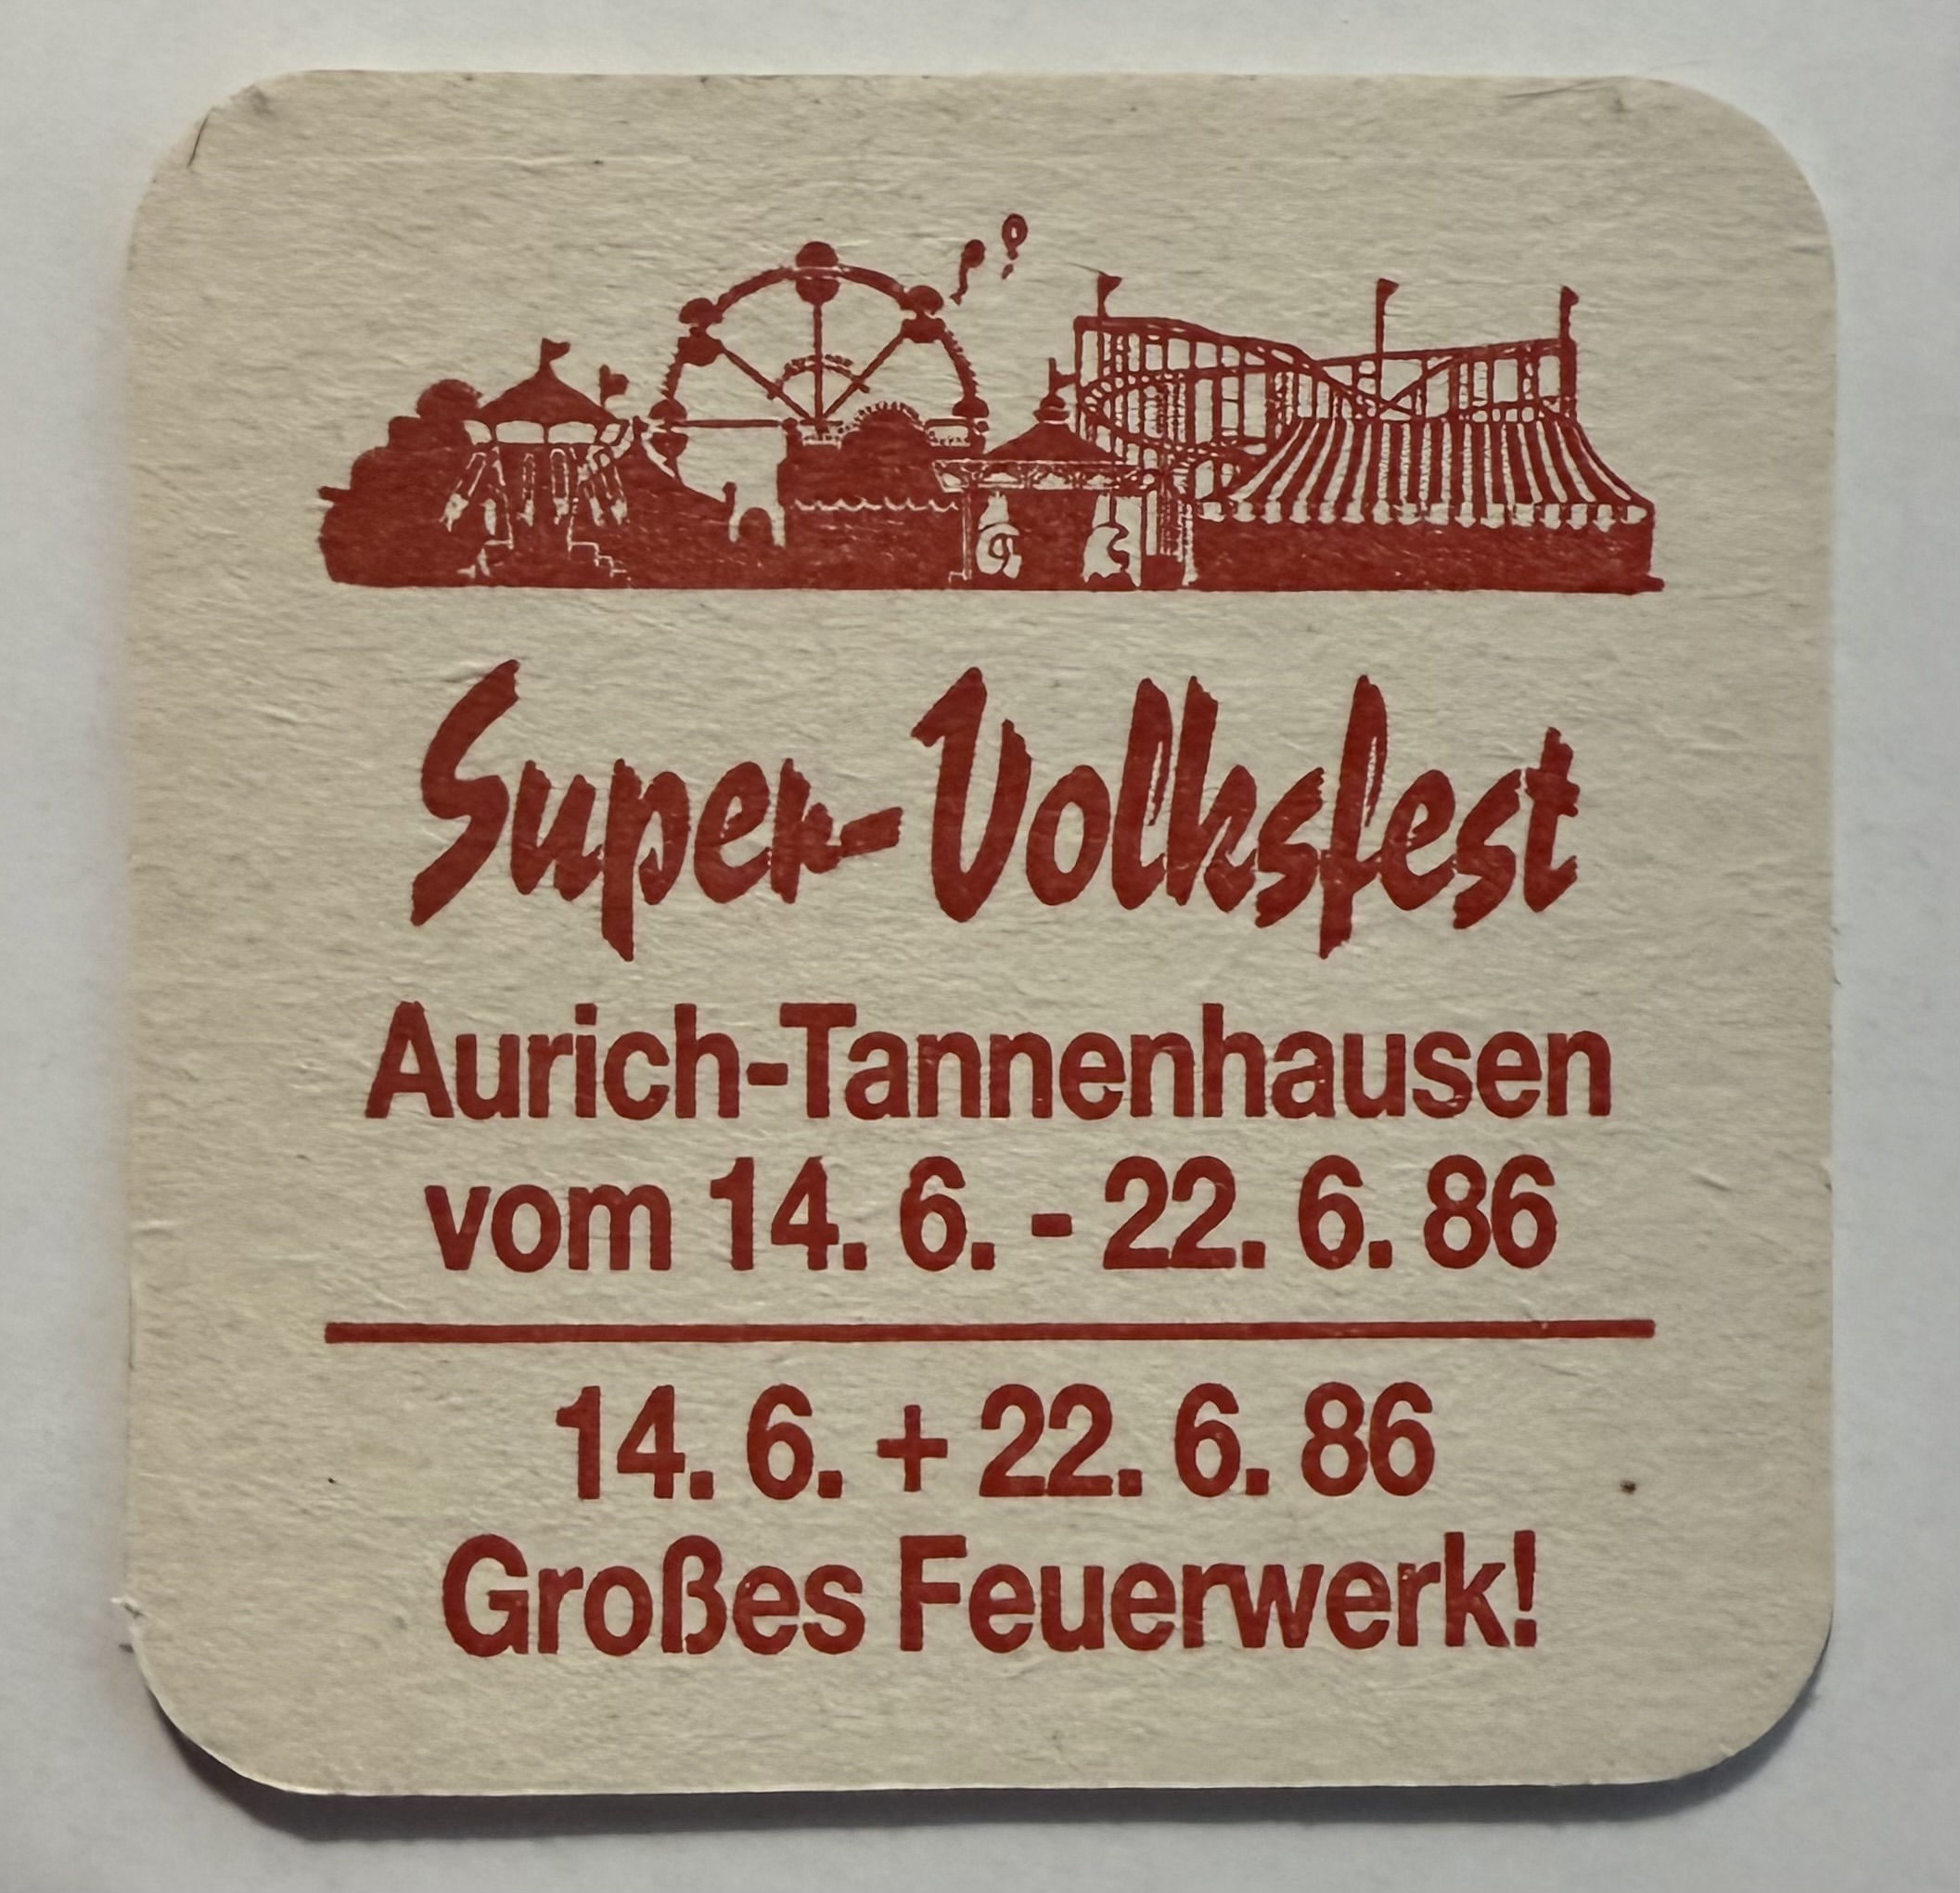 Super-Volksfest
Aurich-Tannenhausen
vom 14. 6. - 22. 6. 86
14. 6. + 22. 6. 86
Großes Feuerwerk!